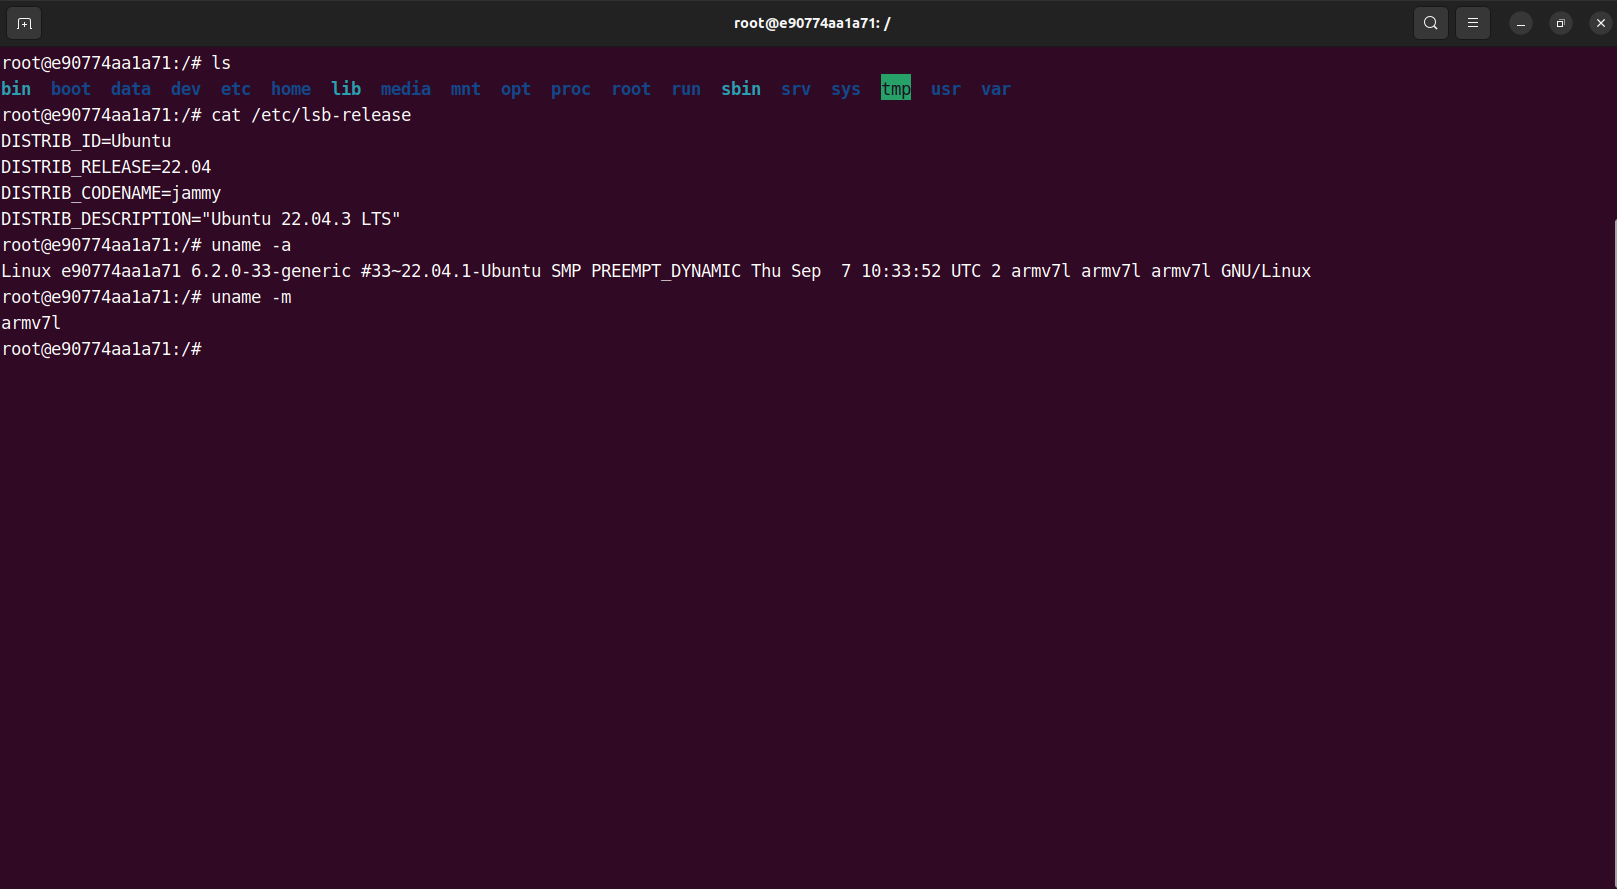 root@e90774aa1a71: /
root@e90774aa1a71:/# ls
bin  boot  data  dev  etc  home  lib  media  mnt  opt  proc  root  run  sbin  srv  sys  tmp  usr  var
root@e90774aa1a71:/# cat /etc/lsb-release
DISTRIB_ID=Ubuntu
DISTRIB_RELEASE=22.04
DISTRIB_CODENAME=jammy
DISTRIB_DESCRIPTION="Ubuntu 22.04.3 LTS"
root@e90774aa1a71:/# uname -a
Linux e90774aa1a71 6.2.0-33-generic #33~22.04.1-Ubuntu SMP PREEMPT_DYNAMIC Thu Sep  7 10:33:52 UTC 2 armv7l armv7l armv7l GNU/Linux
root@e90774aa1a71:/# uname -m
armv7l
root@e90774aa1a71:/#